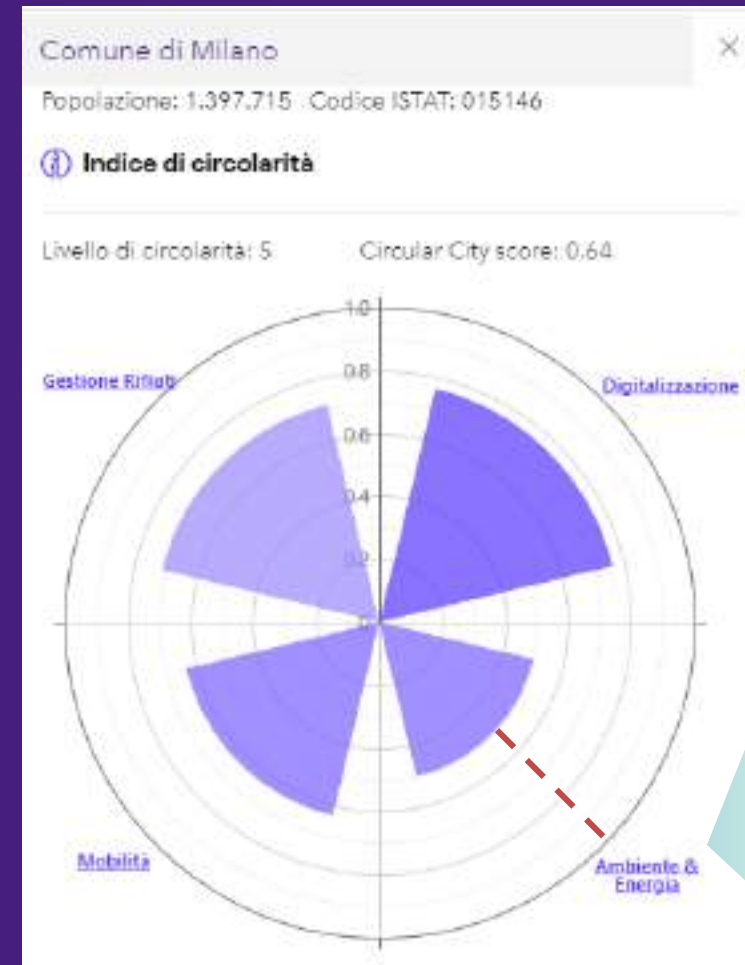 Comune di Milano
Popolazione: 1.397.715 Codice ISTAT: 015146
Indice di circolarità
Livello di circolarità: 5 Circular City score: 0.64
1.0
Gestione Rifiuti
0.8
Digitalizzazione
0.6
0.4
0.2
0
Mobilità
Ambiente &
Energia